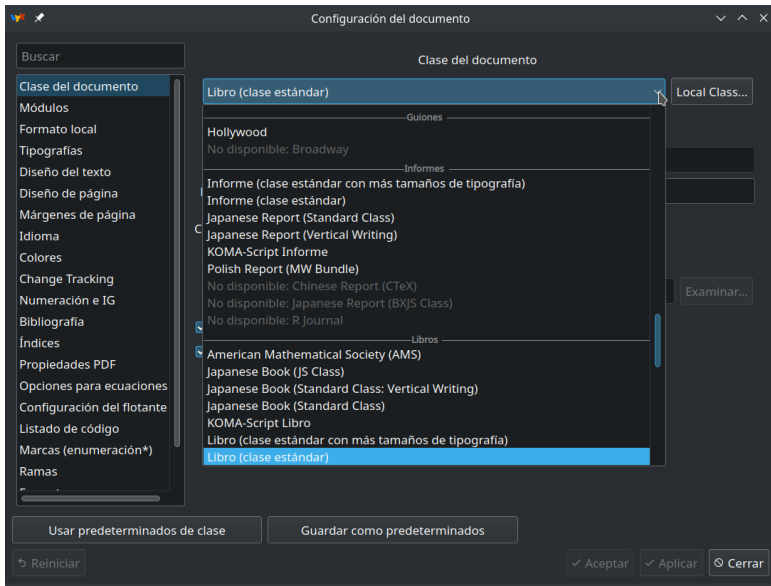 Configuración del documento
Buscar
Clase del documento
Módulos
Formato local
Tipografías
Diseño del texto
Diseño de página
Márgenes de página
Idioma
Colores
Change Tracking
Numeración e IG
Bibliografía
Índices
Propiedades PDF
Opciones para ecuaciones
Configuración del flotante
Listado de código
Marcas (enumeración*)
Ramas
Clase del documento
Libro (clase estándar)
Local Class...
Guiones
Hollywood
No disponible: Broadway
Informes
Informe (clase estándar con más tamaños de tipografía)
Informe (clase estándar)
Japanese Report (Standard Class)
Japanese Report (Vertical Writing)
KOMA-Script Informe
Polish Report (MW Bundle)
No disponible: Chinese Report (CTeX)
No disponible: Japanese Report (BXJS Class)
No disponible: R Journal
Libros
American Mathematical Society (AMS)
Japanese Book (JS Class)
Japanese Book (Standard Class: Vertical Writing)
Japanese Book (Standard Class)
KOMA-Script Libro
Libro (clase estándar con más tamaños de tipografía)
Libro (clase estándar)
Examinar...
Usar predeterminados de clase
Guardar como predeterminados
Reiniciar
Aceptar
Aplicar
Cerrar